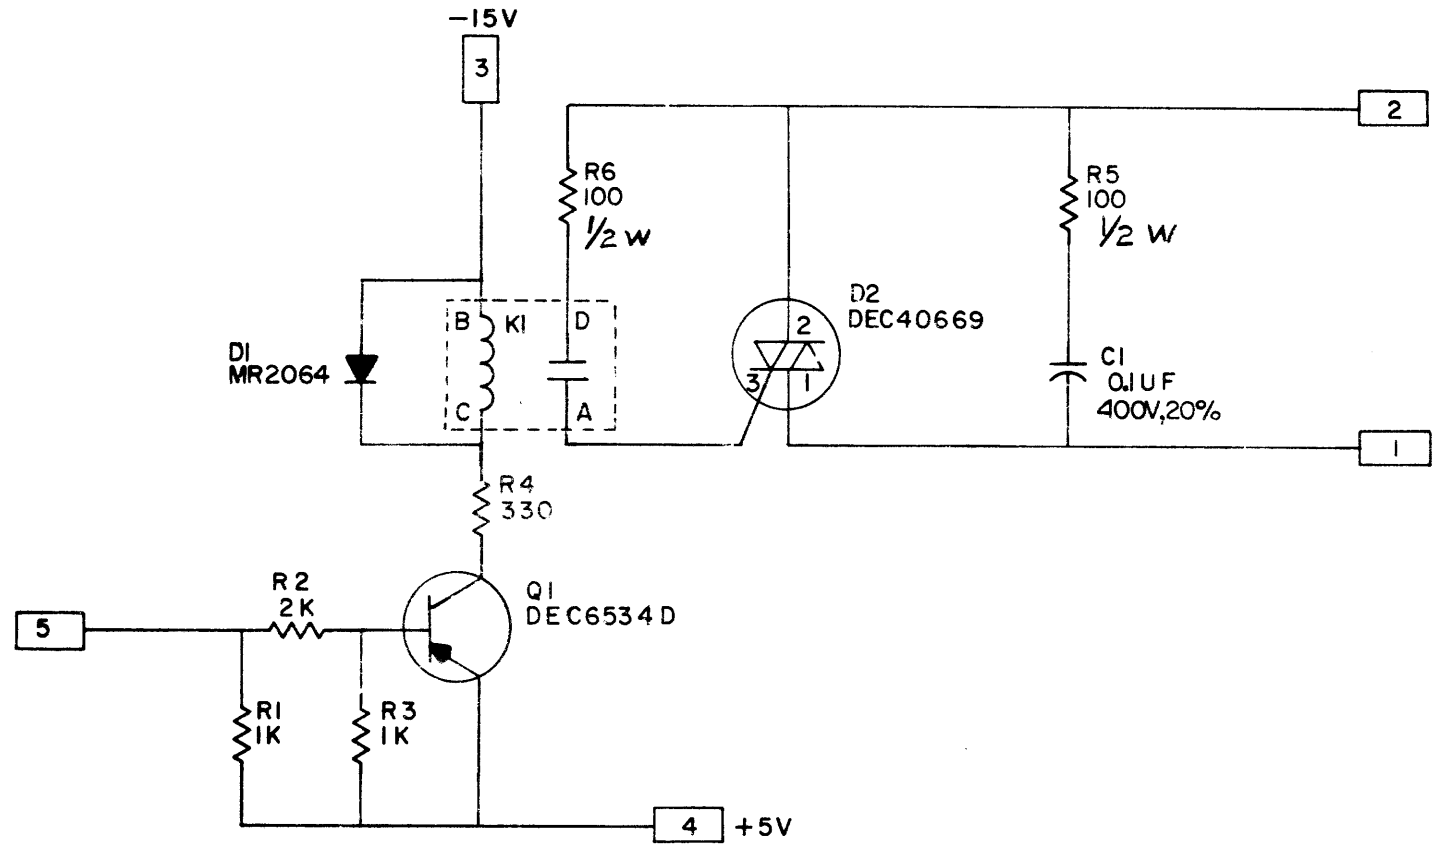 -15V
3
2
R6
100
1/2 W
R5
100
1/2 W
D2
DEC40669
2
3
1
B
K1
D
C
A
D1
MR2064
C1
0.1UF
400V,20%
1
R4
330
Q1
DEC6534D
R2
2K
5
R1
1K
R3
1K
4
+5V